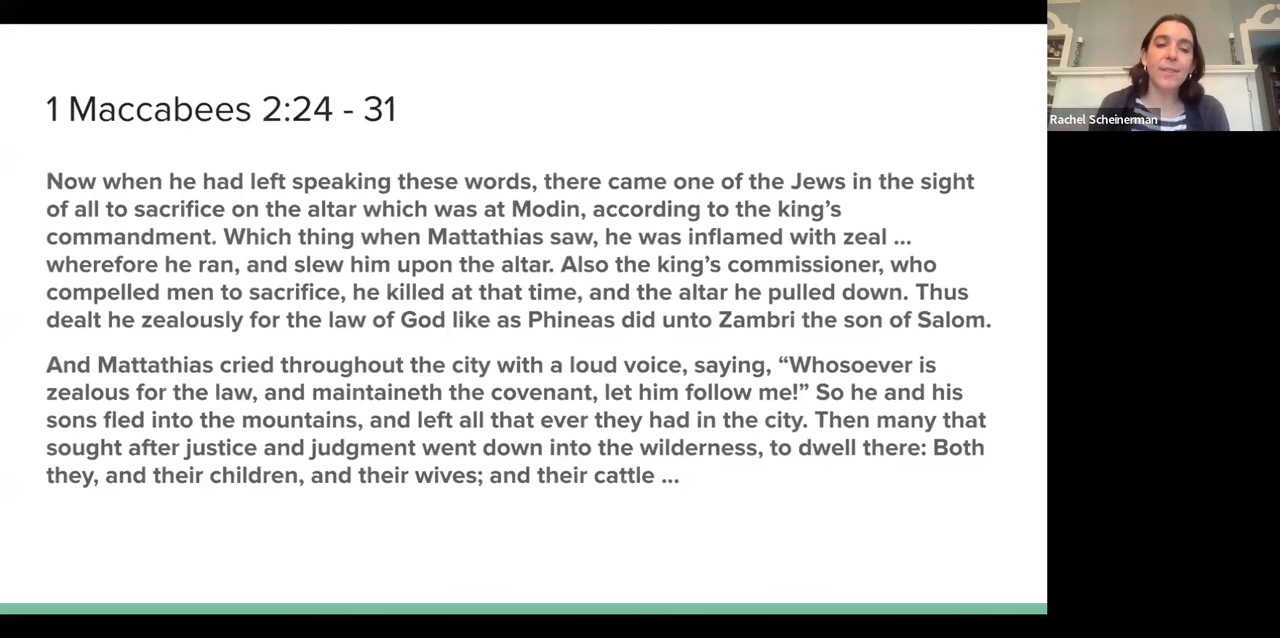 1 Maccabees 2:24 - 31
Now when he had left speaking these words, there came one of the Jews in the sight
of all to sacrifice on the altar which was at Modin, according to the king’s
commandment. Which thing when Mattathias saw, he was inflamed with zeal ...
wherefore he ran, and slew him upon the altar. Also the king’s commissioner, who
compelled men to sacrifice, he killed at that time, and the altar he pulled down. Thus
dealt he zealously for the law of God like as Phineas did unto Zambri the son of Salom.
And Mattathias cried throughout the city with a loud voice, saying, “Whosoever is
zealous for the law, and maintaineth the covenant, let him follow me!” So he and his
sons fled into the mountains, and left all that ever they had in the city. Then many that
sought after justice and judgment went down into the wilderness, to dwell there: Both
they, and their children, and their wives; and their cattle ...
Rachel Scheinerman